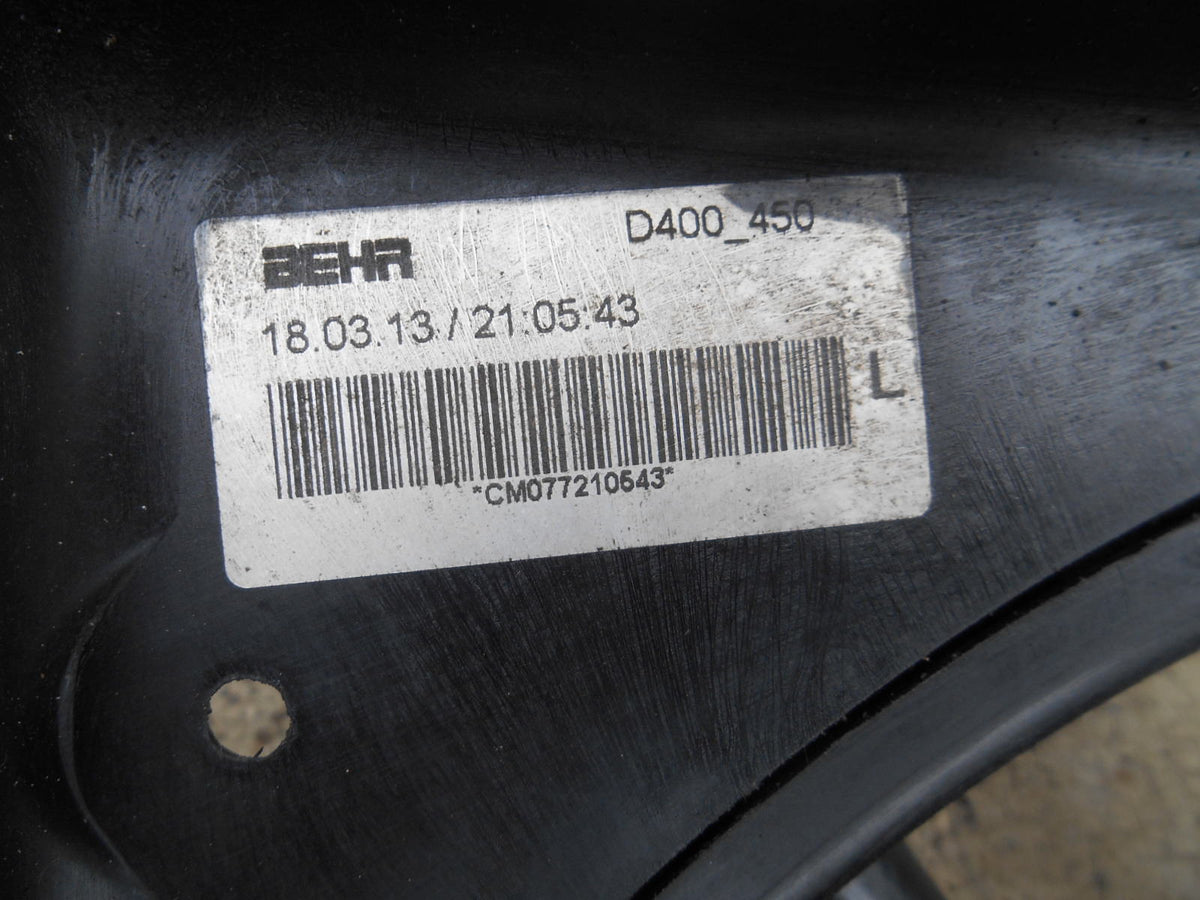 BEHR
D400_450
18.03.13 / 21:05:43
L
*CM077210543*